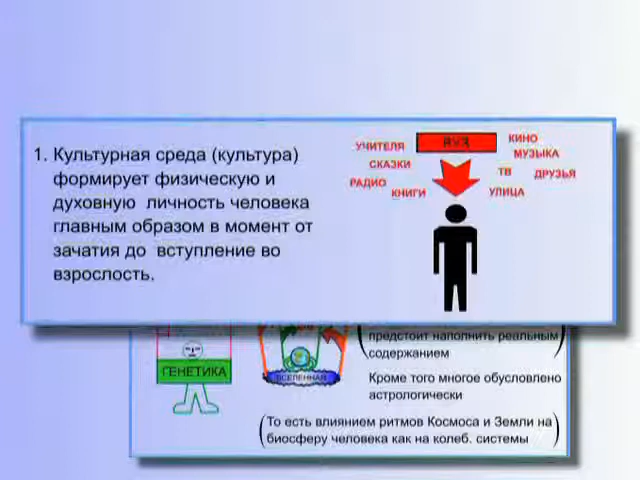 1. Культурная среда (культура)
формирует физическую и
духовную личность человека
главным образом в момент от
зачатия до вступление во
взрослость.
УЧИТЕЛЯ
ВУЗ
КИНО
МУЗЫКА
СКАЗКИ
ТВ
ДРУЗЬЯ
РАДИО
КНИГИ
УЛИЦА
предстоит наполнить реальным
содержанием
ГЕНЕТИКА
ВСЕЛЕННАЯ
Кроме того многое обусловлено
астрологически
(То есть влиянием ритмов Космоса и Земли на
биосферу человека как на колеб. системы)